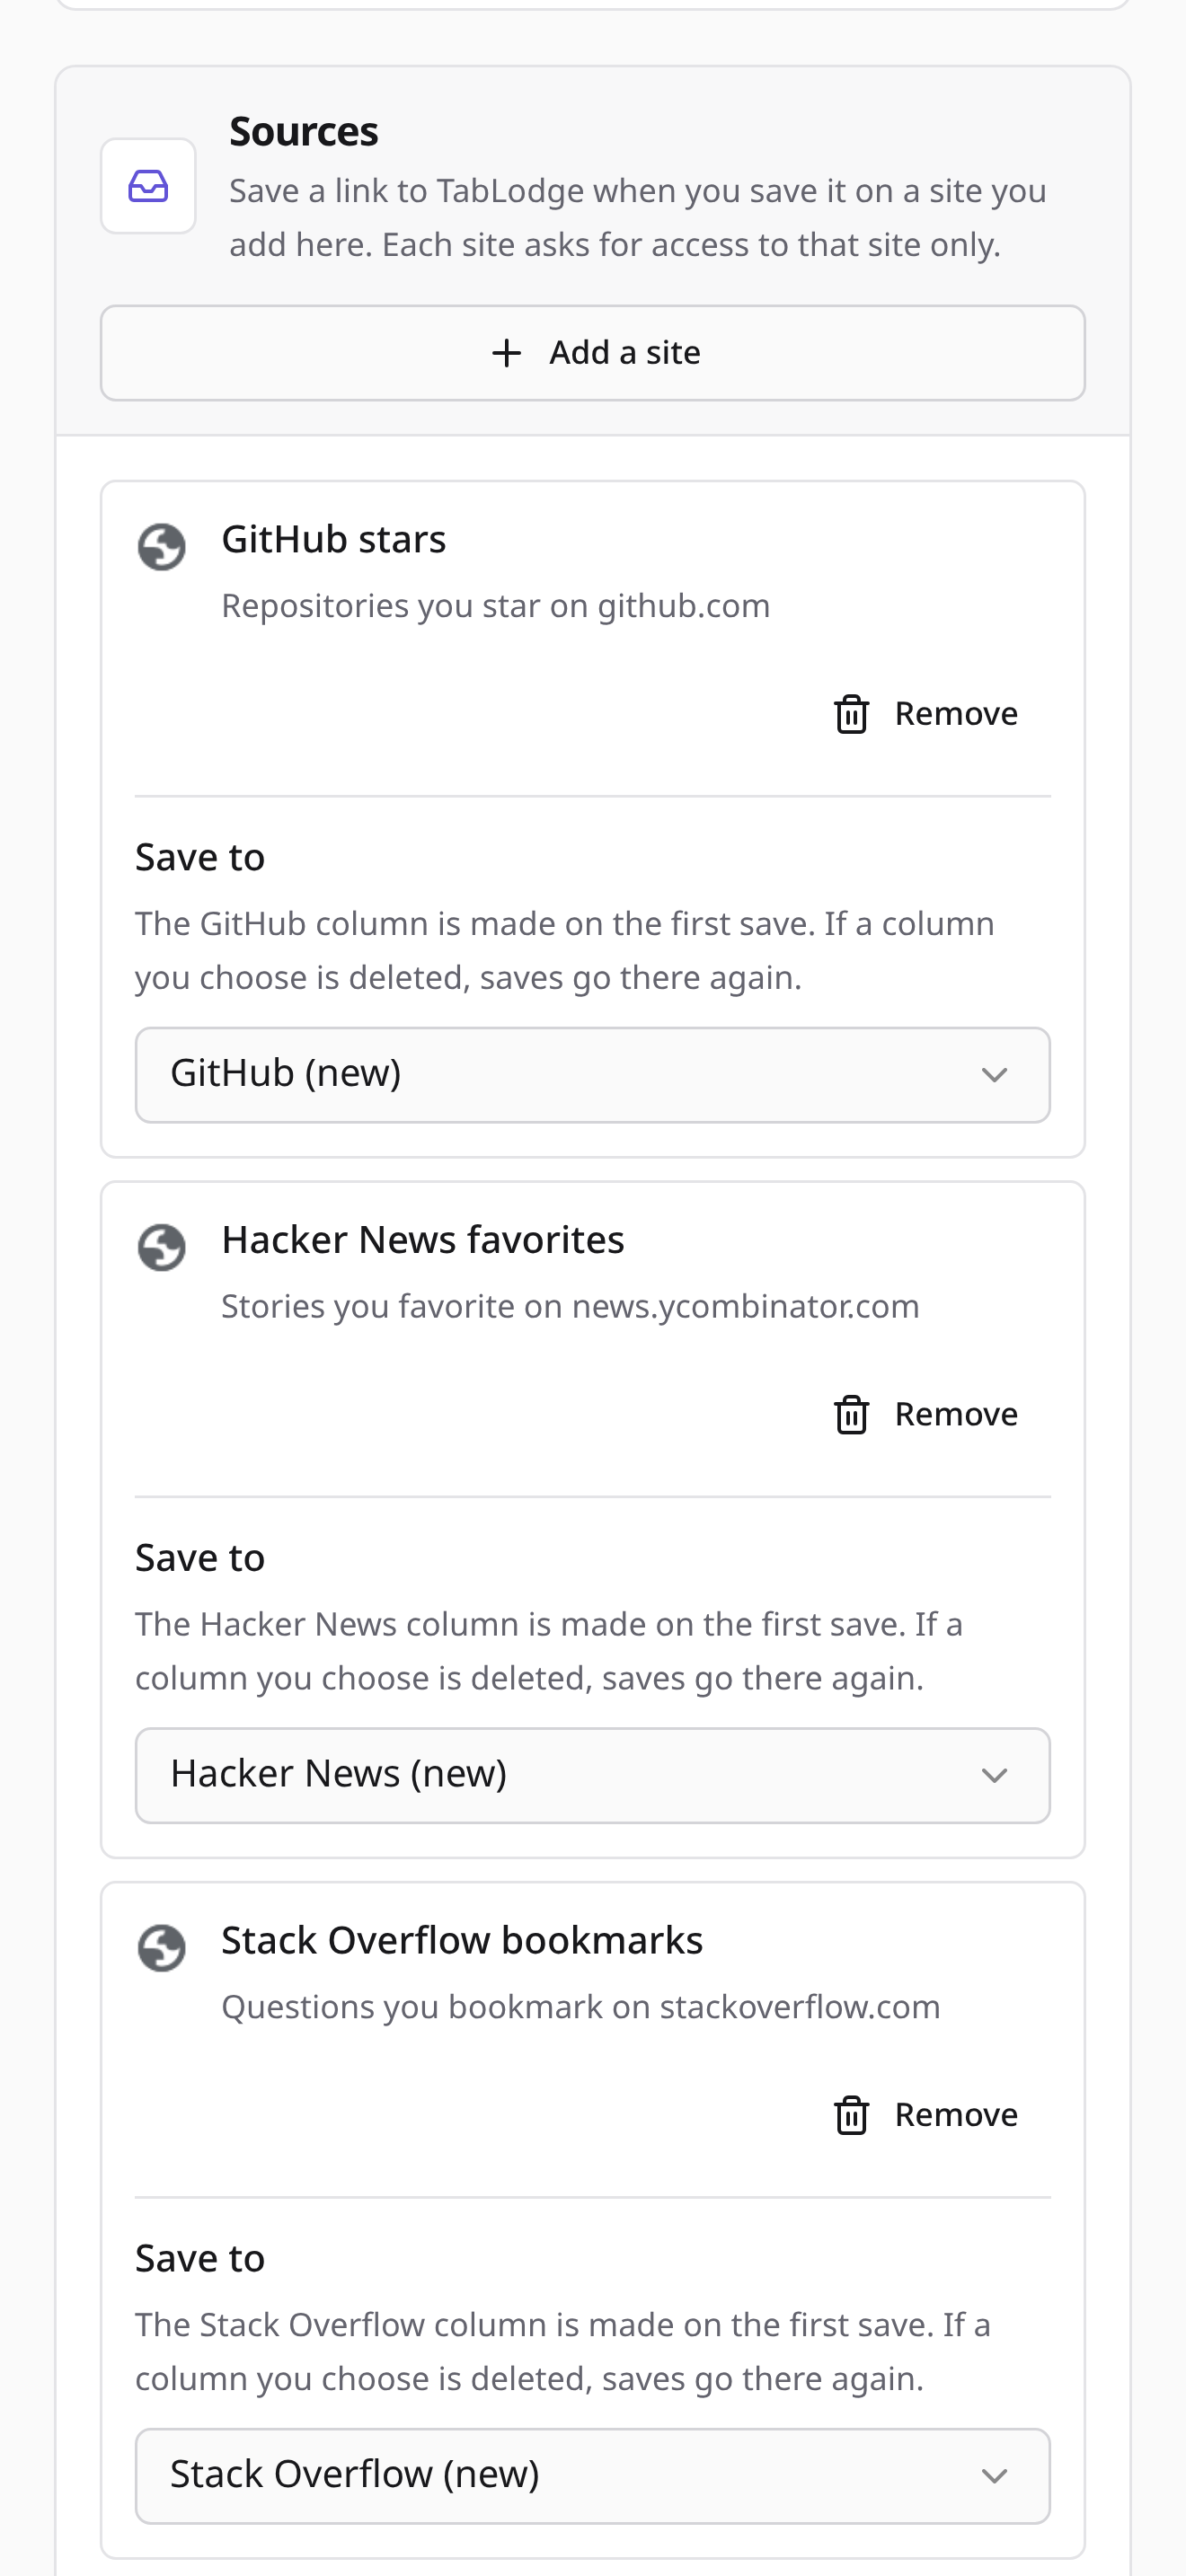 Sources
Save a link to TabLodge when you save it on a site you
add here. Each site asks for access to that site only.
Add a site
GitHub stars
Repositories you star on github.com
Remove
Save to
The GitHub column is made on the first save. If a column
you choose is deleted, saves go there again.
GitHub (new)
Hacker News favorites
Stories you favorite on news.ycombinator.com
Remove
Save to
The Hacker News column is made on the first save. If a
column you choose is deleted, saves go there again.
Hacker News (new)
Stack Overflow bookmarks
Questions you bookmark on stackoverflow.com
Remove
Save to
The Stack Overflow column is made on the first save. If a
column you choose is deleted, saves go there again.
Stack Overflow (new)